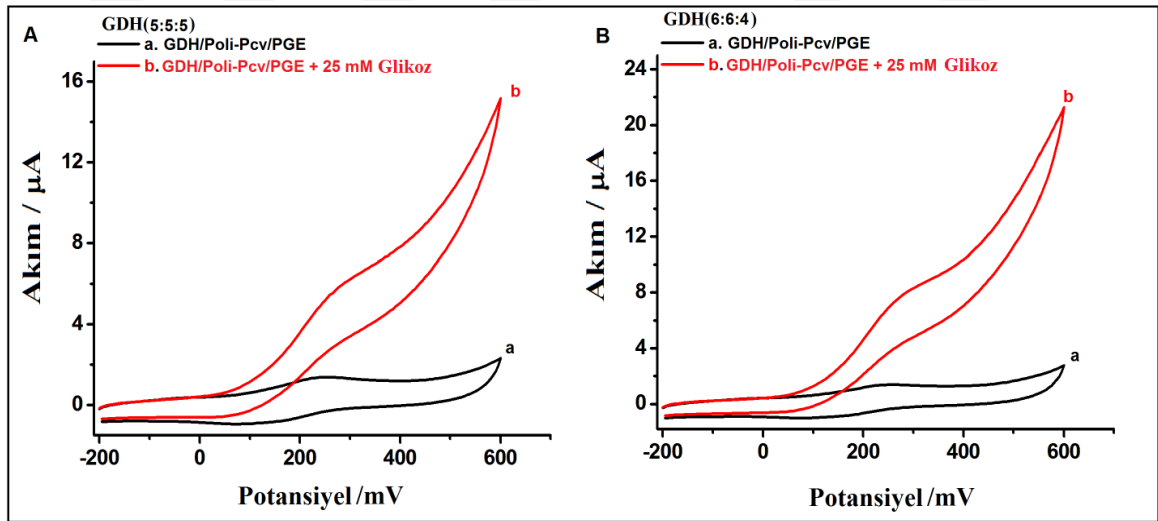 A
GDH(5:5:5)
a. GDH/Poli-Pcv/PGE
b. GDH/Poli-Pcv/PGE + 25 mM Glikoz
16
12
8
4
0
-200
0
200
400
600
b
a
Akım / µA
Potansiyel /mV
B
GDH(6:6:4)
a. GDH/Poli-Pcv/PGE
b. GDH/Poli-Pcv/PGE + 25 mM Glikoz
24
20
16
12
8
4
0
-200
0
200
400
600
b
a
Akım / µA
Potansiyel /mV